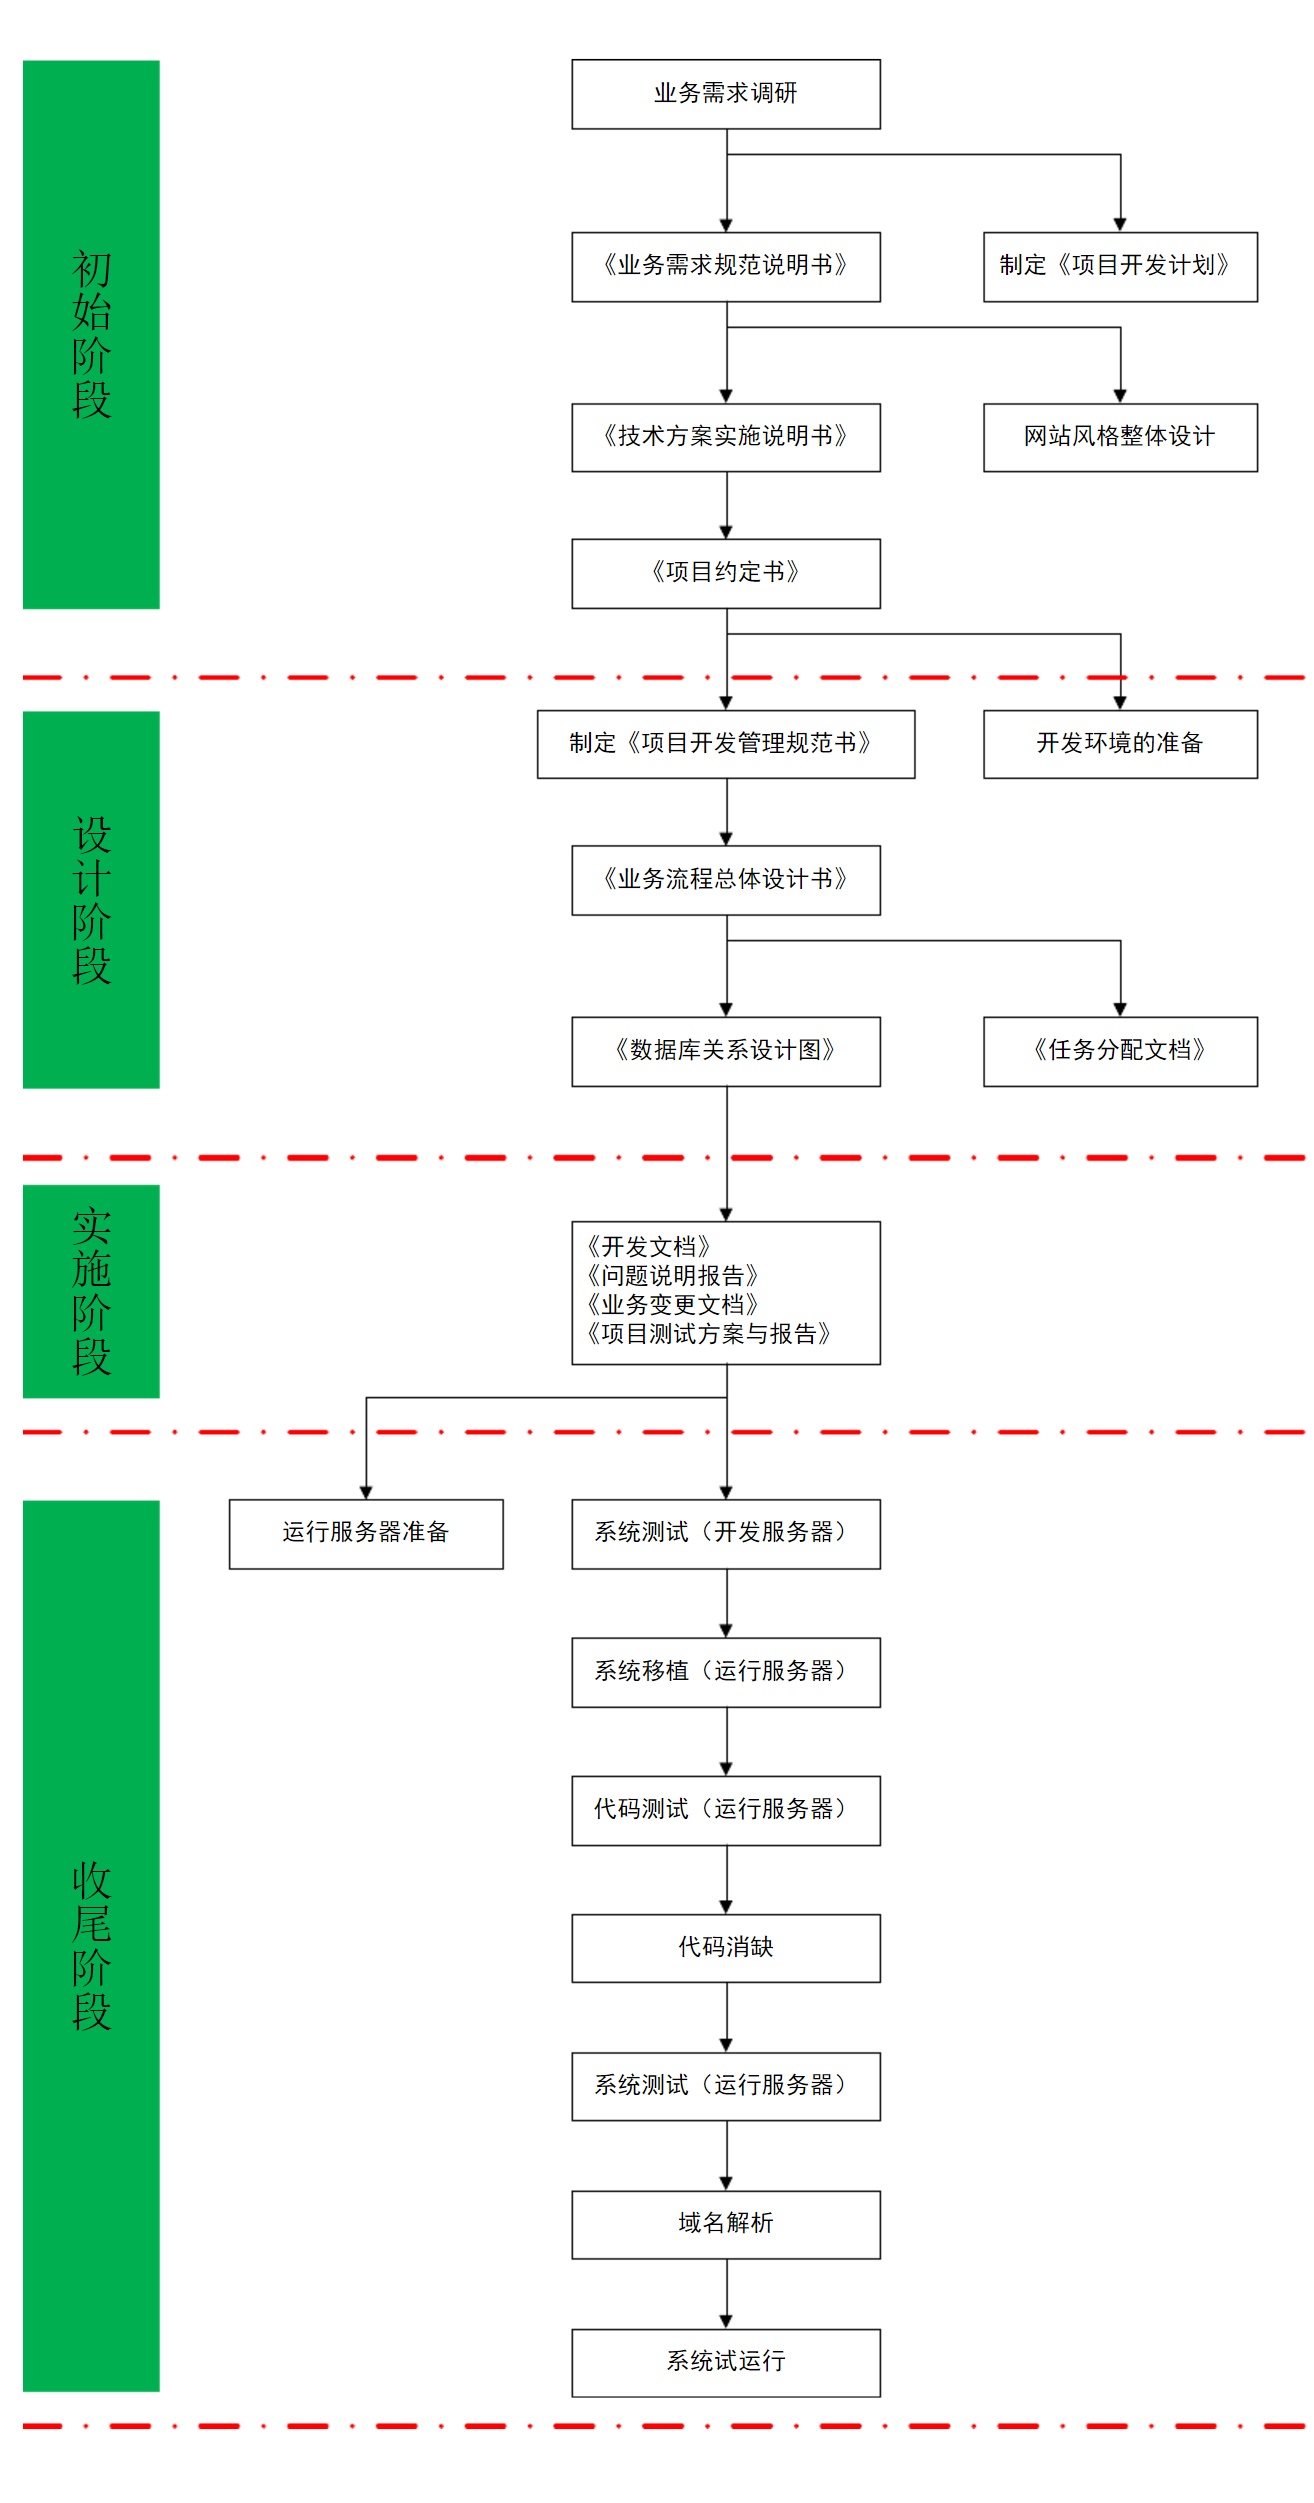 初始阶段
业务需求调研
《业务需求规范说明书》
制定《项目开发计划》
《技术方案实施说明书》
网站风格整体设计
《项目约定书》
设计阶段
制定《项目开发管理规范书》
开发环境的准备
《业务流程总体设计书》
《数据库关系设计图》
《任务分配文档》
实施阶段
《开发文档》
《问题说明报告》
《业务变更文档》
《项目测试方案与报告》
收尾阶段
运行服务器准备
系统测试（开发服务器）
系统移植（运行服务器）
代码测试（运行服务器）
代码消缺
系统测试（运行服务器）
域名解析
系统试运行